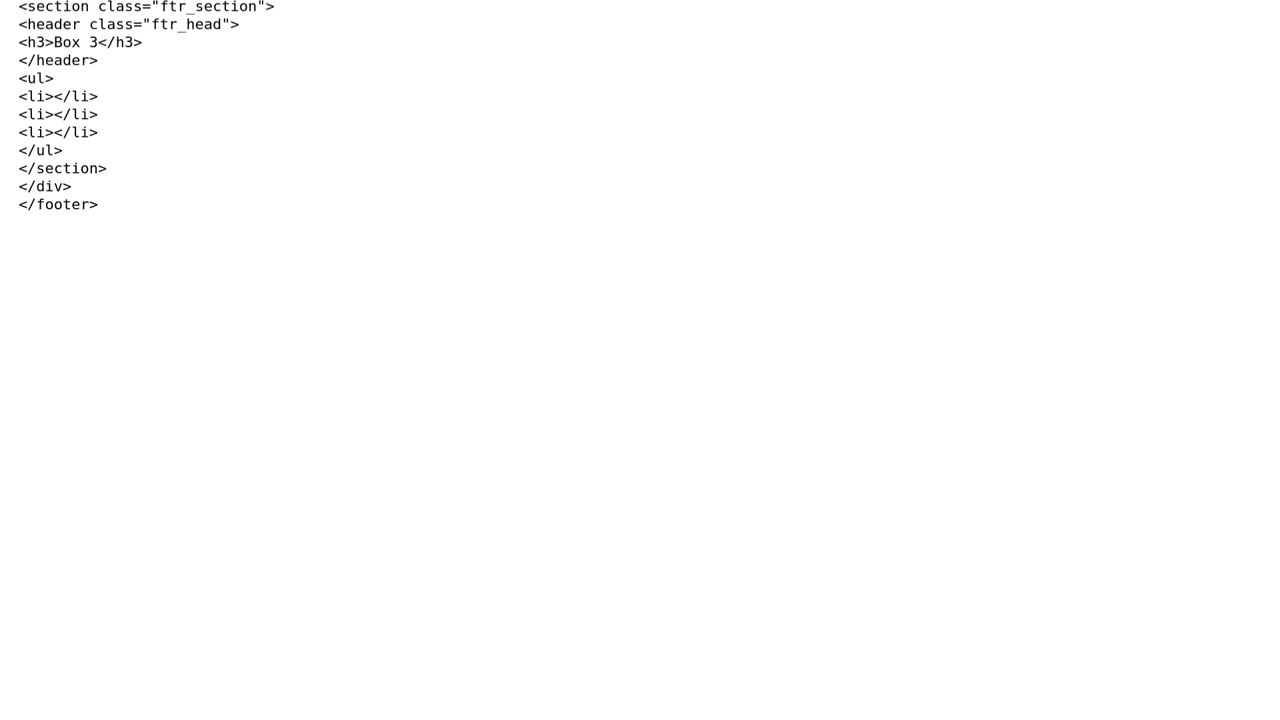 <section class="ftr_section">
<header class="ftr_head">
<h3>Box 3</h3>
</header>
<ul>
<li></li>
<li></li>
<li></li>
</ul>
</section>
</div>
</footer>